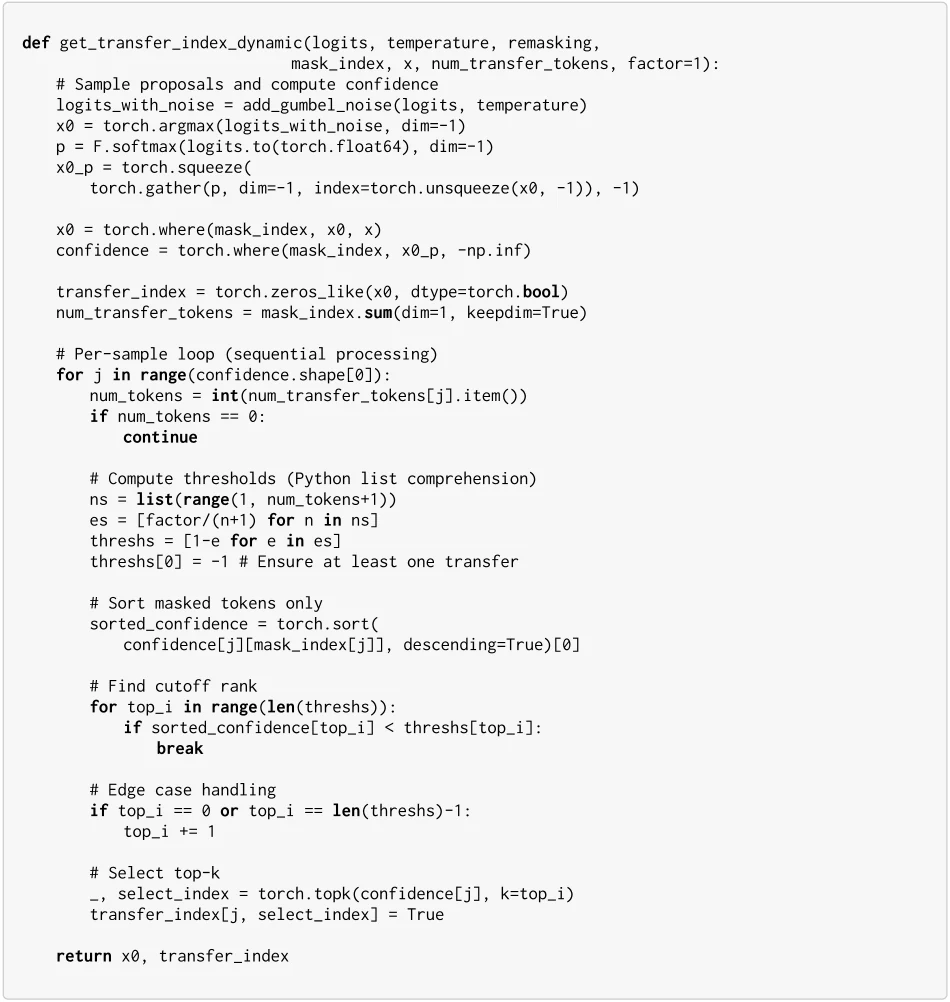 def get_transfer_index_dynamic(logits, temperature, remasking,
mask_index, x, num_transfer_tokens, factor=1):
# Sample proposals and compute confidence
logits_with_noise = add_gumbel_noise(logits, temperature)
x0 = torch.argmax(logits_with_noise, dim=-1)
p = F.softmax(logits.to(torch.float64), dim=-1)
x0_p = torch.squeeze(
torch.gather(p, dim=-1, index=torch.unsqueeze(x0, -1)), -1)
x0 = torch.where(mask_index, x0, x)
confidence = torch.where(mask_index, x0_p, -np.inf)
transfer_index = torch.zeros_like(x0, dtype=torch.bool)
num_transfer_tokens = mask_index.sum(dim=1, keepdim=True)
# Per-sample loop (sequential processing)
for j in range(confidence.shape[0]):
num_tokens = int(num_transfer_tokens[j].item())
if num_tokens == 0:
continue
# Compute thresholds (Python list comprehension)
ns = list(range(1, num_tokens+1))
es = [factor/(n+1) for n in ns]
threshs = [1-e for e in es]
threshs[0] = -1 # Ensure at least one transfer
# Sort masked tokens only
sorted_confidence = torch.sort(
confidence[j][mask_index[j]], descending=True)[0]
# Find cutoff rank
for top_i in range(len(threshs)):
if sorted_confidence[top_i] < threshs[top_i]:
break
# Edge case handling
if top_i == 0 or top_i == len(threshs)-1:
top_i += 1
# Select top-k
_, select_index = torch.topk(confidence[j], k=top_i)
transfer_index[j, select_index] = True
return x0, transfer_index